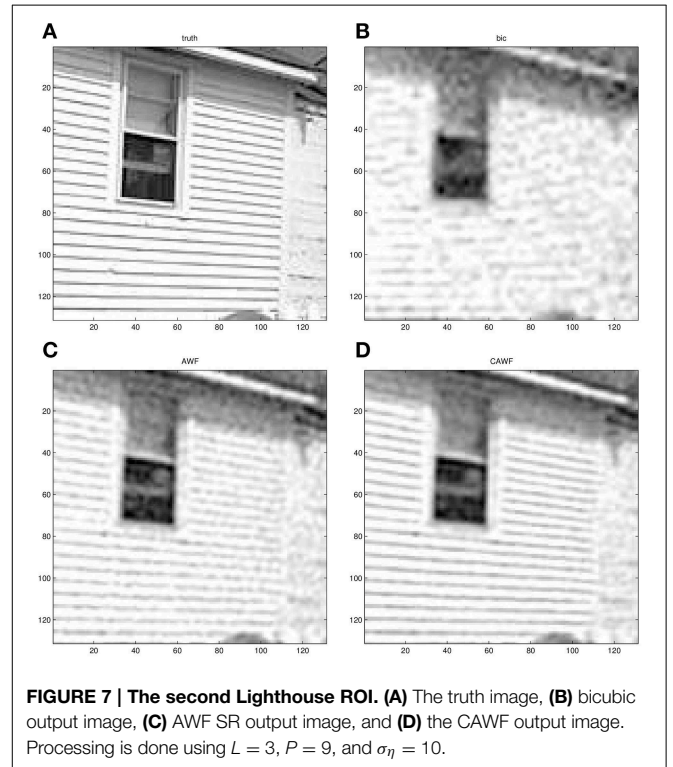 A
truth
20
40
60
80
100
120
20 40 60 80 100 120
B
bic
20
40
60
80
100
120
20 40 60 80 100 120
C
AWF
20
40
60
80
100
120
20 40 60 80 100 120
D
CAWF
20
40
60
80
100
120
20 40 60 80 100 120
FIGURE 7 | The second Lighthouse ROI. (A) The truth image, (B) bicubic
output image, (C) AWF SR output image, and (D) the CAWF output image.
Processing is done using L = 3, P = 9, and ση = 10.